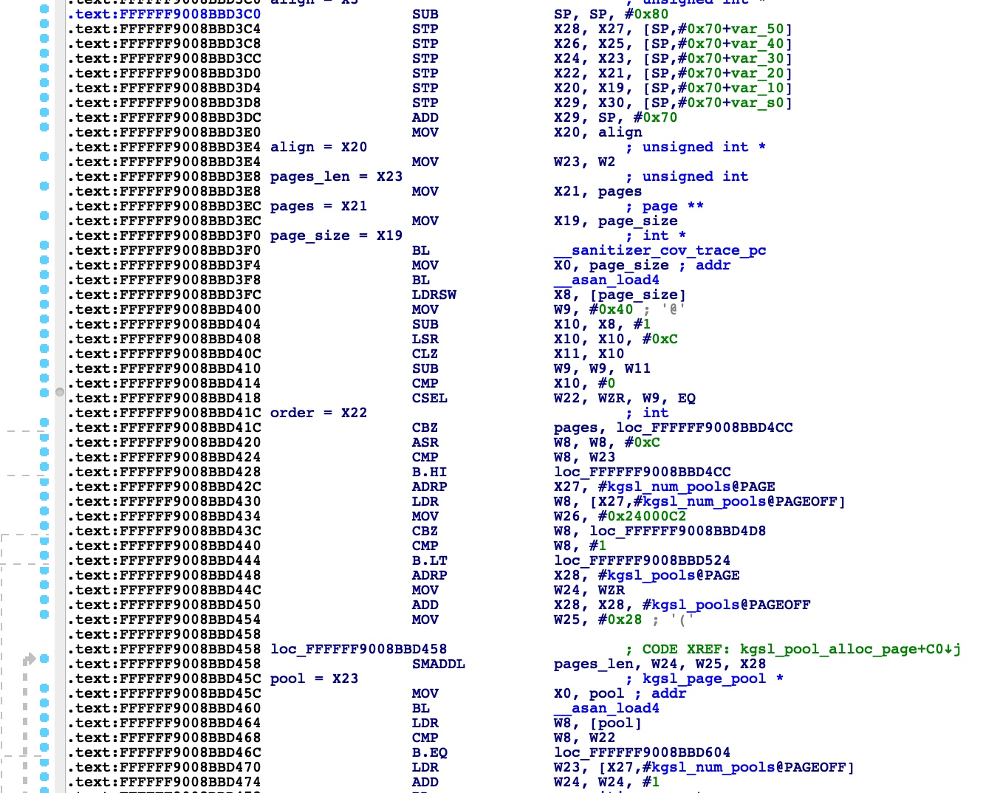 align = X3 ; unsigned int *
.text:FFFFFF9008BBD3C0 SUB SP, SP, #0x80
.text:FFFFFF9008BBD3C4 STP X28, X27, [SP,#0x70+var_50]
.text:FFFFFF9008BBD3C8 STP X26, X25, [SP,#0x70+var_40]
.text:FFFFFF9008BBD3CC STP X24, X23, [SP,#0x70+var_30]
.text:FFFFFF9008BBD3D0 STP X22, X21, [SP,#0x70+var_20]
.text:FFFFFF9008BBD3D4 STP X20, X19, [SP,#0x70+var_10]
.text:FFFFFF9008BBD3D8 STP X29, X30, [SP,#0x70+var_s0]
.text:FFFFFF9008BBD3DC ADD X29, SP, #0x70
.text:FFFFFF9008BBD3E0 MOV X20, align
.text:FFFFFF9008BBD3E4 align = X20 ; unsigned int *
.text:FFFFFF9008BBD3E4 MOV W23, W2
.text:FFFFFF9008BBD3E8 pages_len = X23 ; unsigned int
.text:FFFFFF9008BBD3E8 MOV X21, pages
.text:FFFFFF9008BBD3EC pages = X21 ; page **
.text:FFFFFF9008BBD3EC MOV X19, page_size
.text:FFFFFF9008BBD3F0 page_size = X19 ; int *
.text:FFFFFF9008BBD3F0 BL __sanitizer_cov_trace_pc
.text:FFFFFF9008BBD3F4 MOV X0, page_size ; addr
.text:FFFFFF9008BBD3F8 BL __asan_load4
.text:FFFFFF9008BBD3FC LDRSW X8, [page_size]
.text:FFFFFF9008BBD400 MOV W9, #0x40 ; '@'
.text:FFFFFF9008BBD404 SUB X10, X8, #1
.text:FFFFFF9008BBD408 LSR X10, X10, #0xC
.text:FFFFFF9008BBD40C CLZ X11, X10
.text:FFFFFF9008BBD410 SUB W9, W9, W11
.text:FFFFFF9008BBD414 CMP X10, #0
.text:FFFFFF9008BBD418 CSEL W22, WZR, W9, EQ
.text:FFFFFF9008BBD41C order = X22 ; int
.text:FFFFFF9008BBD41C CBZ pages, loc_FFFFFF9008BBD4CC
.text:FFFFFF9008BBD420 ASR W8, W8, #0xC
.text:FFFFFF9008BBD424 CMP W8, W23
.text:FFFFFF9008BBD428 B.HI loc_FFFFFF9008BBD4CC
.text:FFFFFF9008BBD42C ADRP X27, #kgsl_num_pools@PAGE
.text:FFFFFF9008BBD430 LDR W8, [X27,#kgsl_num_pools@PAGEOFF]
.text:FFFFFF9008BBD434 MOV W26, #0x24000C2
.text:FFFFFF9008BBD43C CBZ W8, loc_FFFFFF9008BBD4D8
.text:FFFFFF9008BBD440 CMP W8, #1
.text:FFFFFF9008BBD444 B.LT loc_FFFFFF9008BBD524
.text:FFFFFF9008BBD448 ADRP X28, #kgsl_pools@PAGE
.text:FFFFFF9008BBD44C MOV W24, WZR
.text:FFFFFF9008BBD450 ADD X28, X28, #kgsl_pools@PAGEOFF
.text:FFFFFF9008BBD454 MOV W25, #0x28 ; '('
.text:FFFFFF9008BBD458
.text:FFFFFF9008BBD458 loc_FFFFFF9008BBD458 ; CODE XREF: kgsl_pool_alloc_page+C0↓j
.text:FFFFFF9008BBD458 SMADDL pages_len, W24, W25, X28
.text:FFFFFF9008BBD45C pool = X23 ; kgsl_page_pool *
.text:FFFFFF9008BBD45C MOV X0, pool ; addr
.text:FFFFFF9008BBD460 BL __asan_load4
.text:FFFFFF9008BBD464 LDR W8, [pool]
.text:FFFFFF9008BBD468 CMP W8, W22
.text:FFFFFF9008BBD46C B.EQ loc_FFFFFF9008BBD604
.text:FFFFFF9008BBD470 LDR W23, [X27,#kgsl_num_pools@PAGEOFF]
.text:FFFFFF9008BBD474 ADD W24, W24, #1